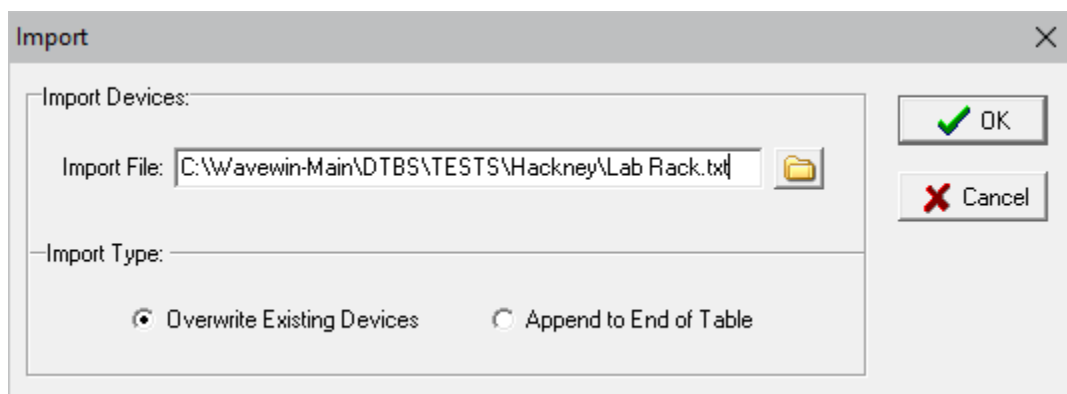 Import
Import Devices:
OK
Import File: C:\Wavewin-Main\DTBS\TESTS\Hackney\Lab Rack.txt
Cancel
Import Type:
Overwrite Existing Devices Append to End of Table